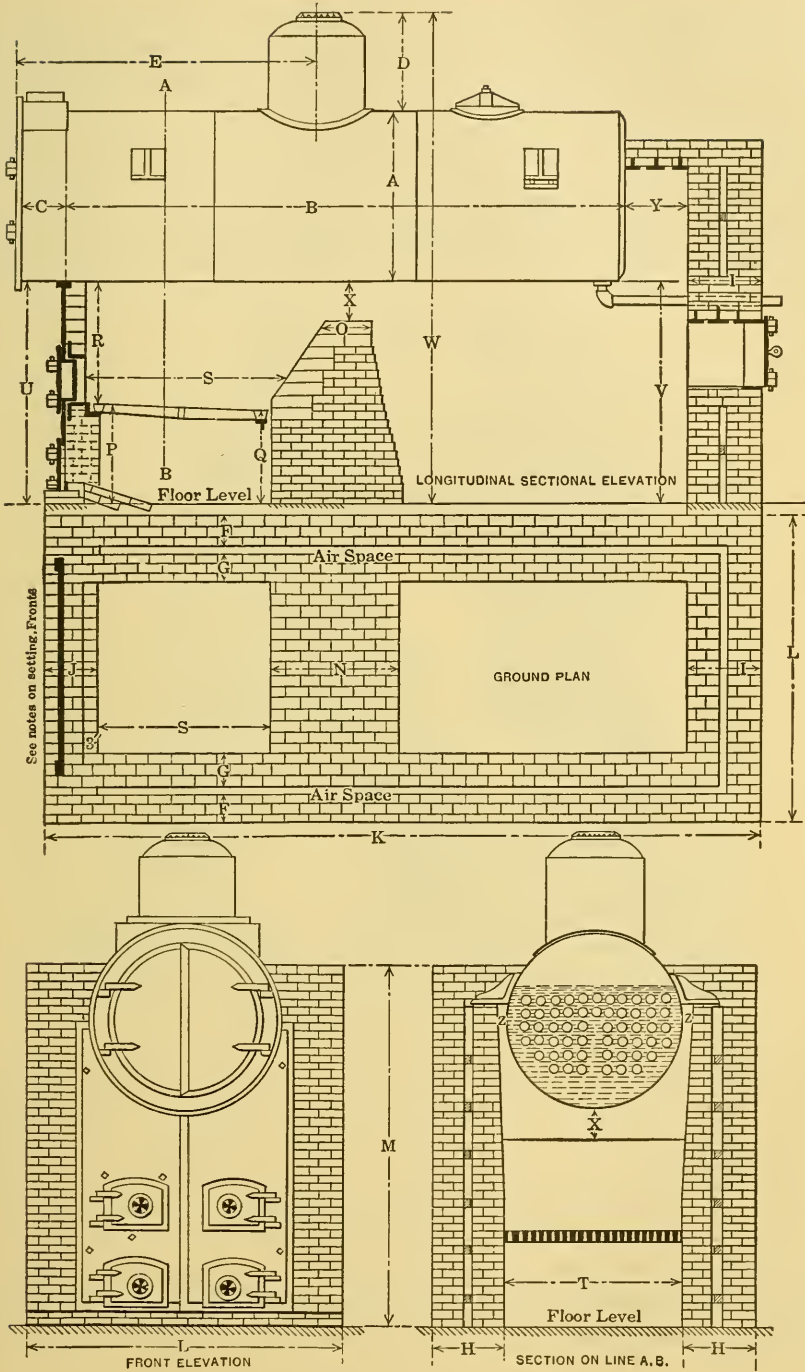 E
D
A
A
C
B
Y
I
X
O
W
R
S
U
V
P
Q
B
LONGITUDINAL SECTIONAL ELEVATION
Floor Level
F
Air Space
G
See notes on setting. Fronts
J
N
GROUND PLAN
I
L
S
3"
G
Air Space
F
K
Z
Z
X
M
T
Floor Level
L
H
H
FRONT ELEVATION
SECTION ON LINE A.B.